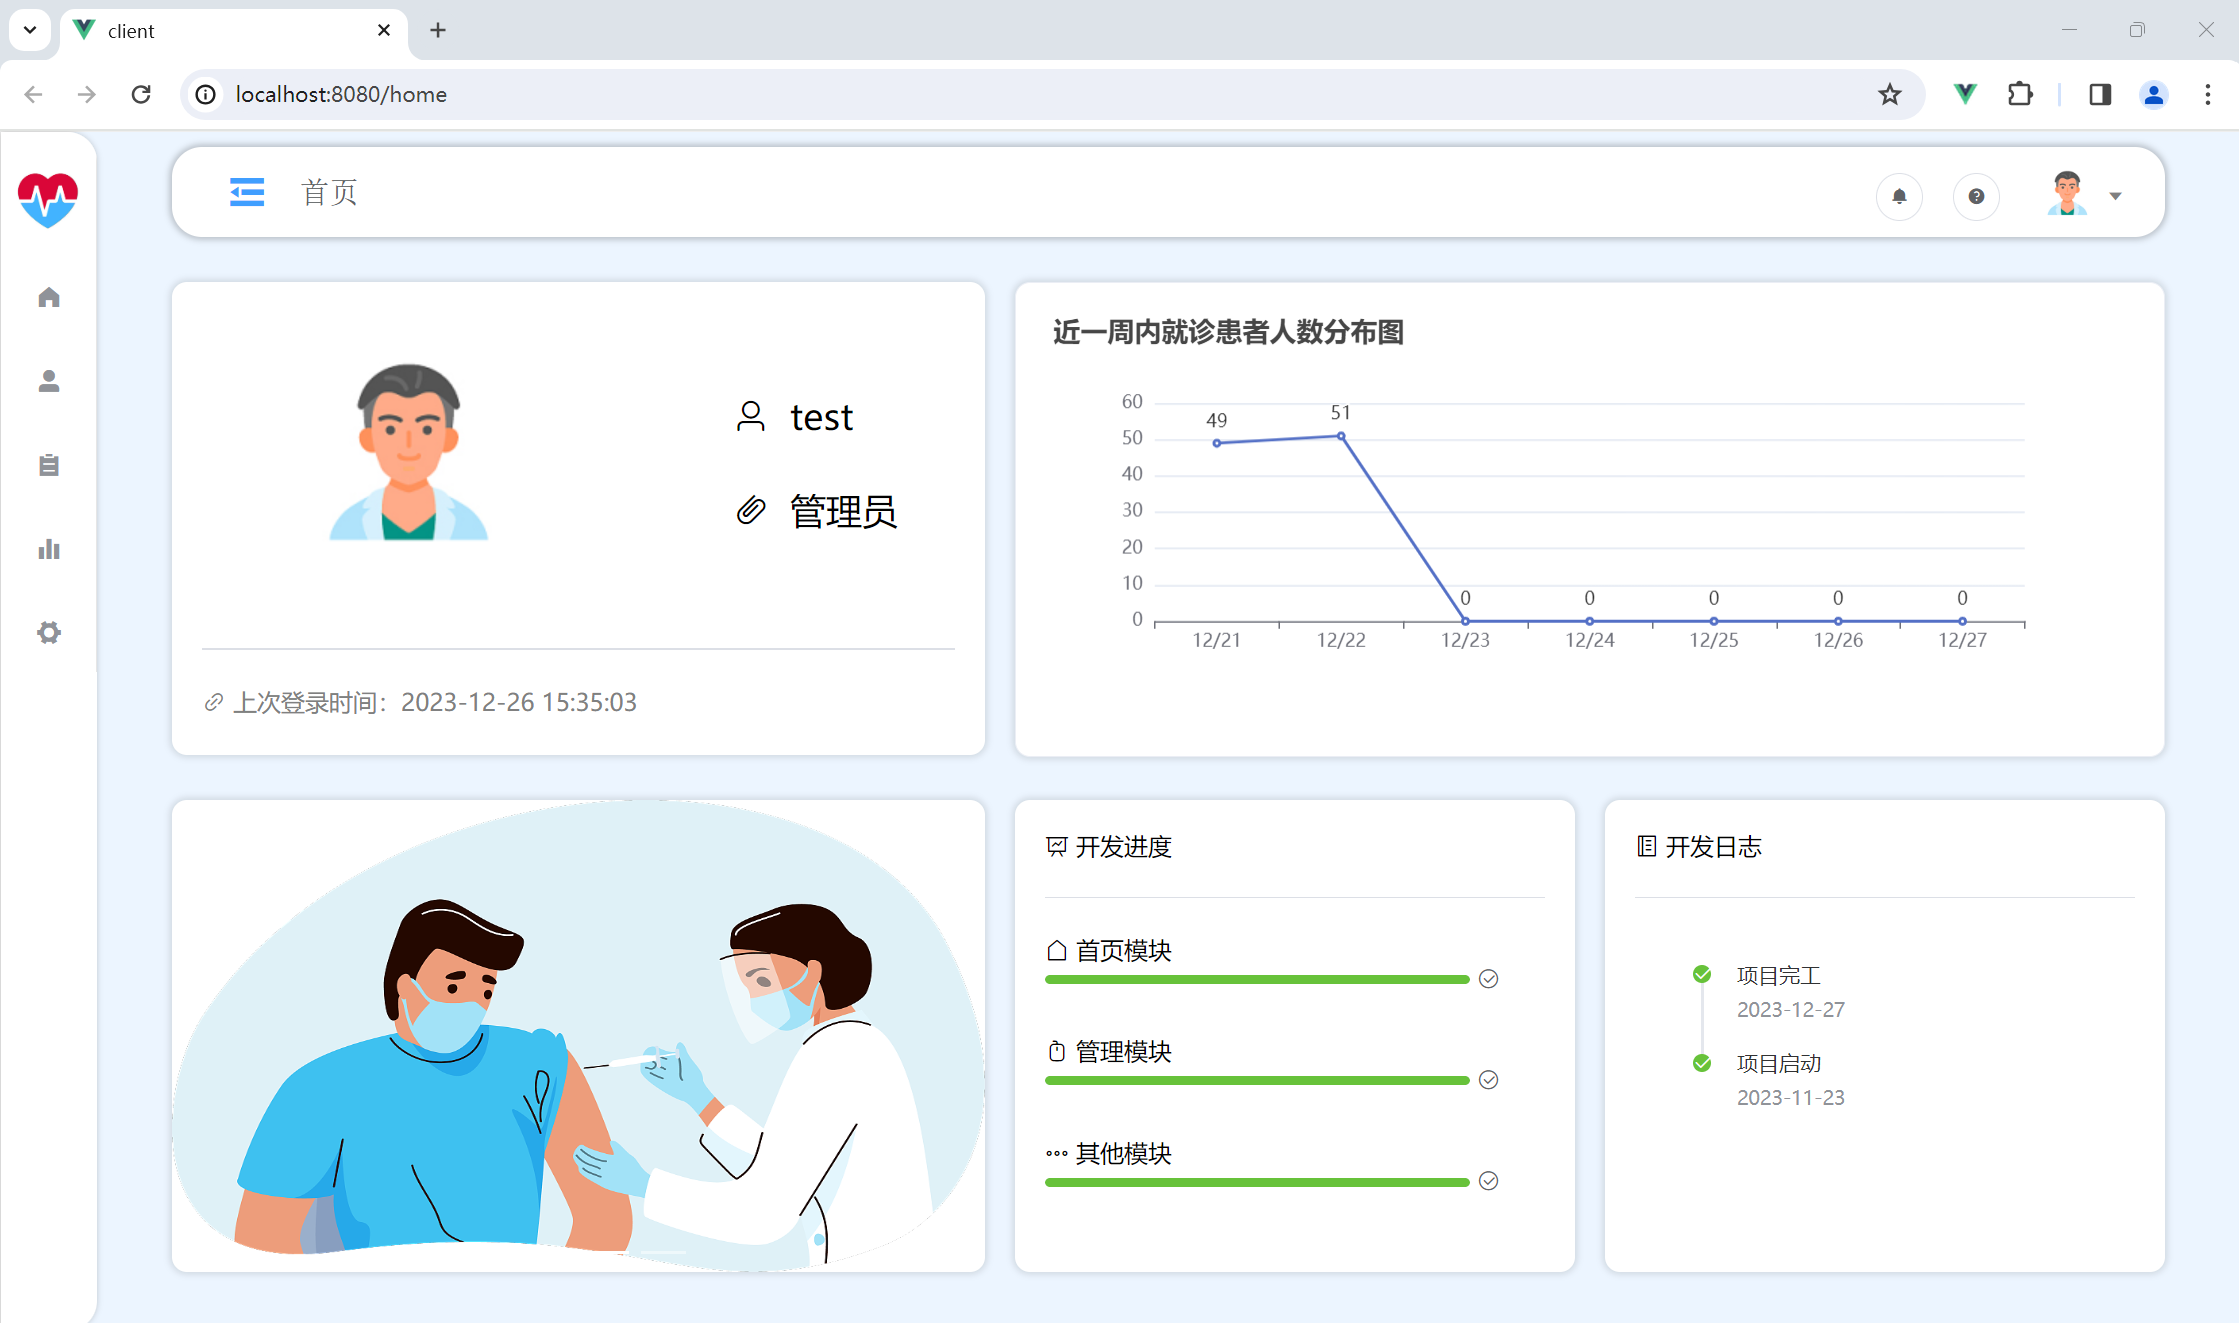 client
localhost:8080/home
首页
test
管理员
上次登录时间：2023-12-26 15:35:03
近一周内就诊患者人数分布图
60
50
40
30
20
10
0
49
51
0
0
0
0
0
12/21
12/22
12/23
12/24
12/25
12/26
12/27
开发进度
首页模块
管理模块
其他模块
开发日志
项目完工
2023-12-27
项目启动
2023-11-23